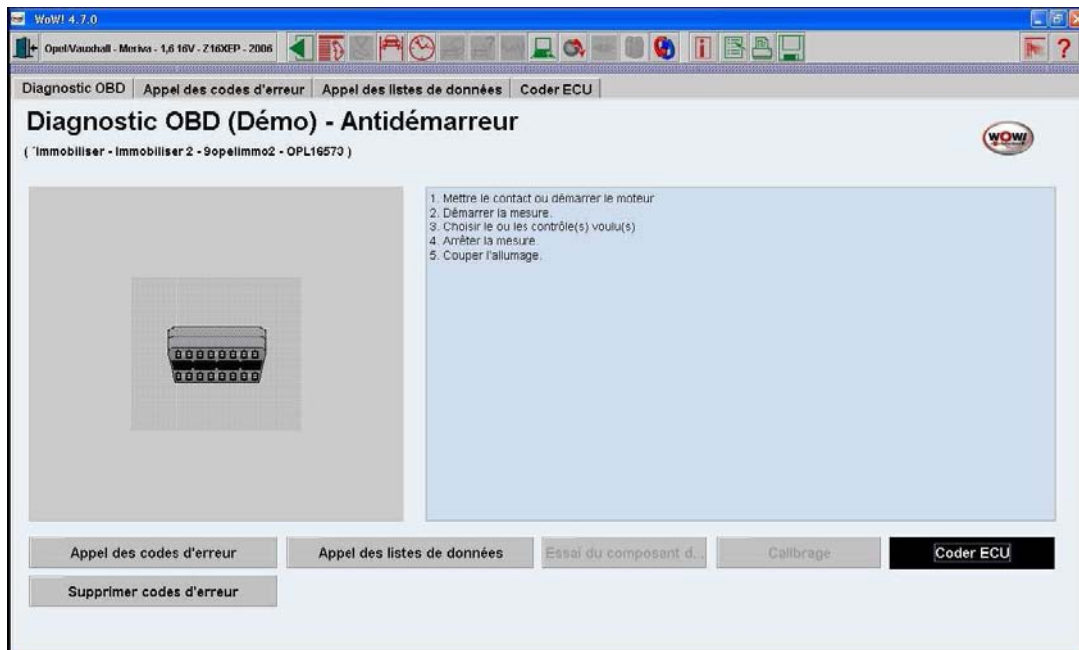 WoW! 4.7.0
Opel/Vauxhall - Meriva - 1,6 16V - Z16XEP - 2006
Diagnostic OBD
Appel des codes d'erreur
Appel des listes de données
Coder ECU
Diagnostic OBD (Démo) - Antidémarreur
( ¨Immobiliser - Immobiliser 2 - 9opelimmo2 - OPL16573 )
WOW!
1. Mettre le contact ou démarrer le moteur
2. Démarrer la mesure.
3. Choisir le ou les contrôle(s) voulu(s)
4. Arrêter la mesure.
5. Couper l'allumage.
Appel des codes d'erreur
Appel des listes de données
Essai du composant d...
Calibrage
Coder ECU
Supprimer codes d'erreur